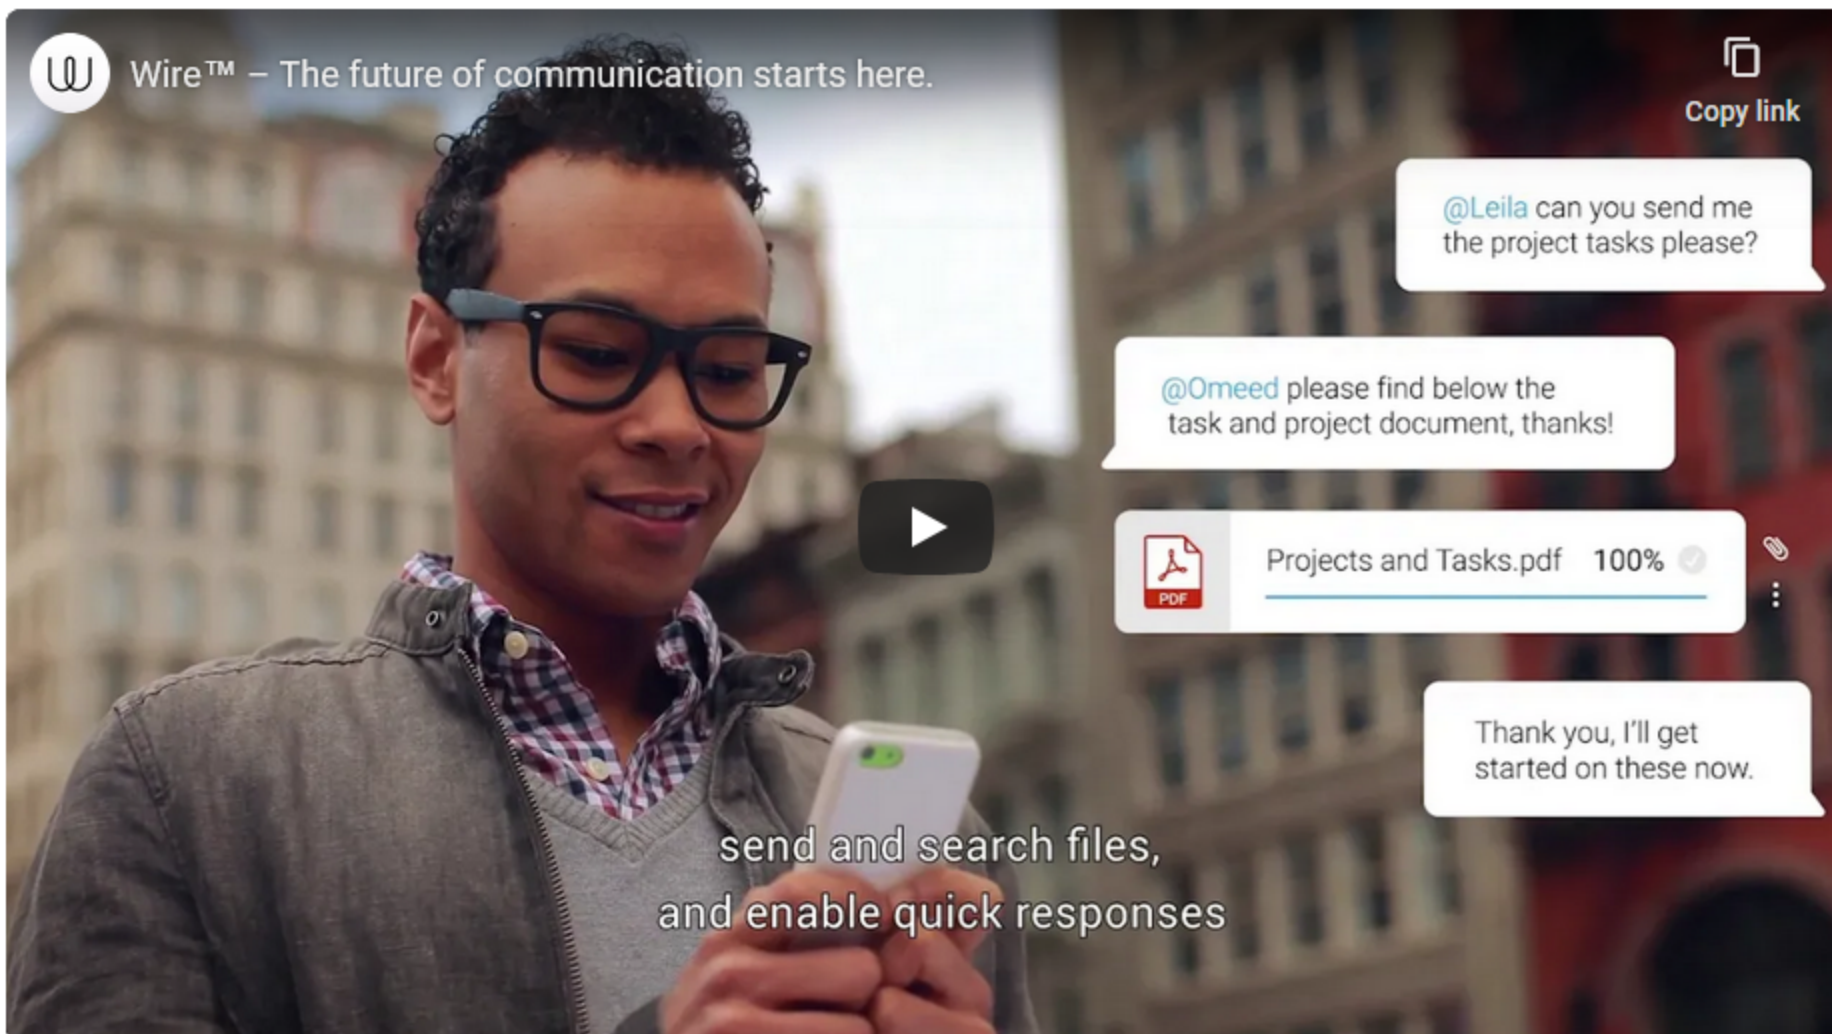 Wire™ – The future of communication starts here.
Copy link
@Leila can you send me
the project tasks please?
@Omeed please find below the
task and project document, thanks!
Projects and Tasks.pdf 100%
PDF
Thank you, I'll get
started on these now.
send and search files,
and enable quick responses